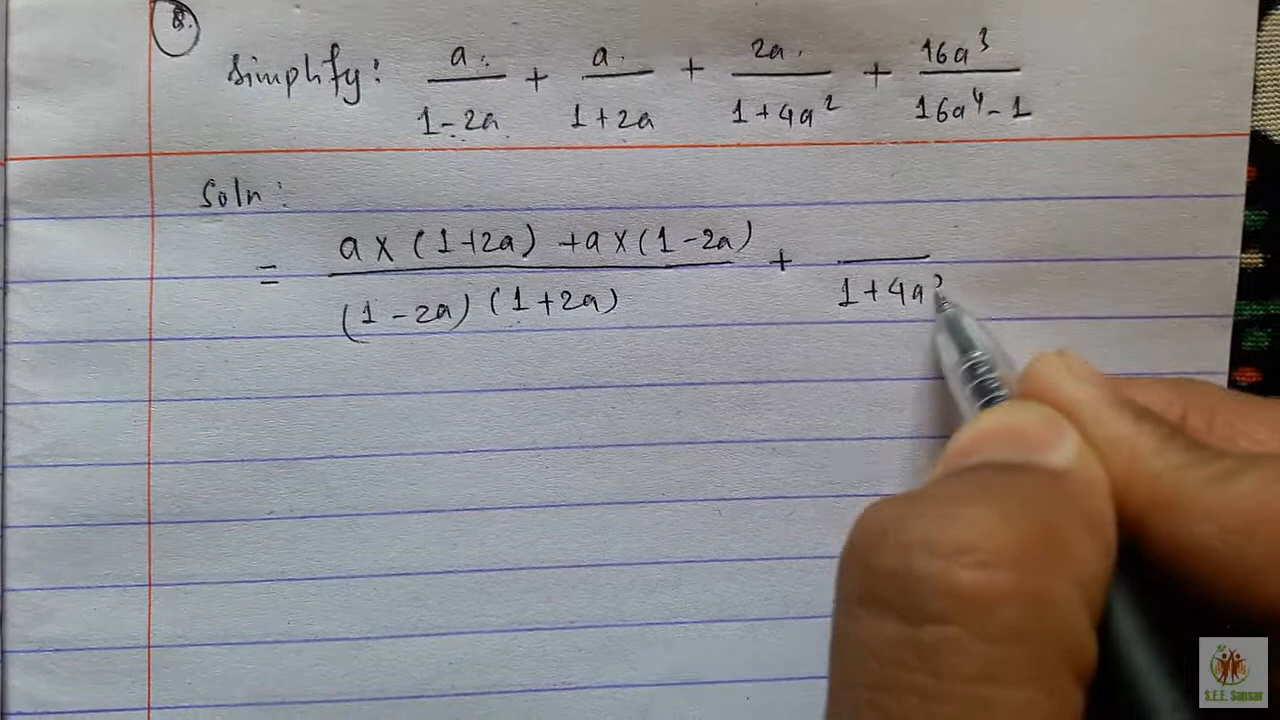 8.
Simplify: a/(1-2a) + a/(1+2a) + 2a/(1+4a²) + 16a³/(16a⁴-1)
Soln:
= (a × (1+2a) + a × (1-2a))/((1-2a)(1+2a)) + /(1+4a²)
S.E.E. Sansar